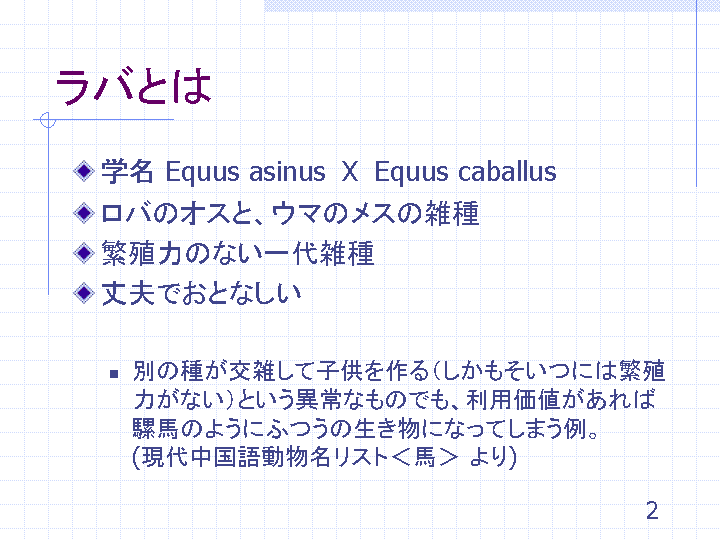 ラバとは
学名 Equus asinus X Equus caballus
ロバのオスと、ウマのメスの雑種
繁殖力のない一代雑種
丈夫でおとなしい
別の種が交雑して子供を作る(しかもそいつには繁殖
力がない)という異常なものでも、利用価値があれば
騾馬のようにふつうの生き物になってしまう例。
(現代中国語動物名リスト<馬> より)
2